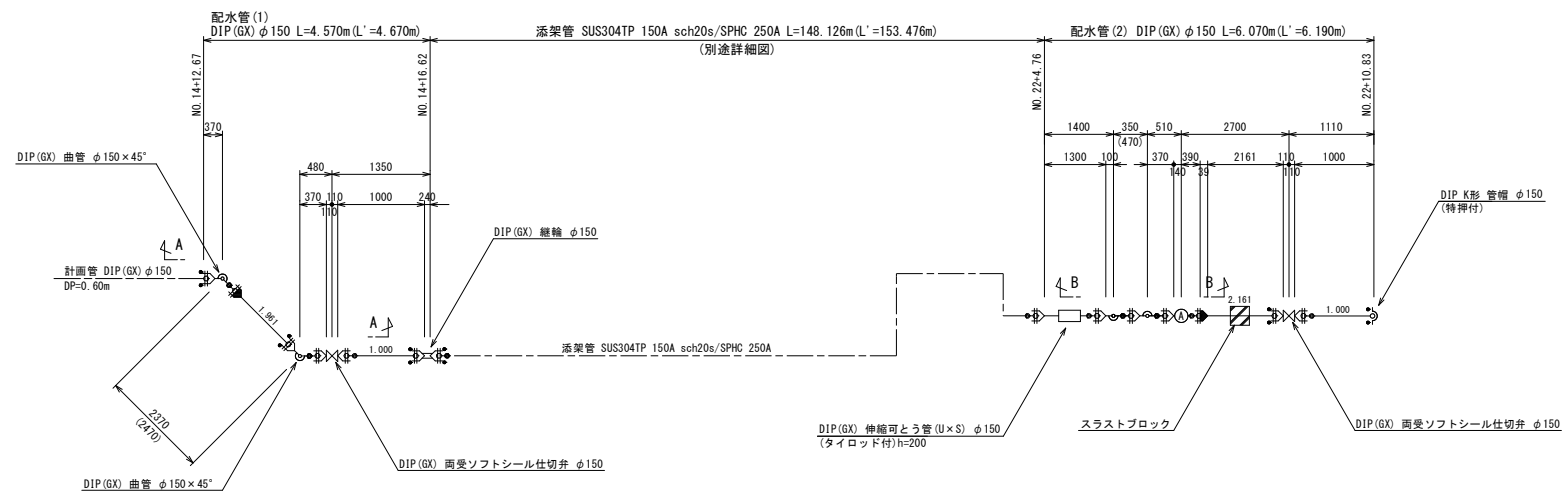 配水管(1)
DIP(GX) φ150 L=4.570m(L'=4.670m)
添架管 SUS304TP 150A sch20s/SPHC 250A L=148.126m(L'=153.476m)
(別途詳細図)
配水管(2) DIP(GX) φ150 L=6.070m(L'=6.190m)
NO.14+12.67
NO.14+16.62
NO.22+4.76
NO.22+10.83
370
480
1350
370
110
110
1000
240
1400
350
(470)
510
2700
1110
1300
100
370
140
390
39
2161
110
110
1000
DIP(GX) 曲管 φ150×45°
DIP(GX) 継輪 φ150
DIP K形 管帽 φ150
(特押付)
A
計画管 DIP(GX) φ150
DP=0.60m
1.961
A
1.000
添架管 SUS304TP 150A sch20s/SPHC 250A
B
B
A
2.161
1.000
2370
(2470)
DIP(GX) 伸縮可とう管(U×S) φ150
(タイロッド付)h=200
スラストブロック
DIP(GX) 両受ソフトシール仕切弁 φ150
DIP(GX) 両受ソフトシール仕切弁 φ150
DIP(GX) 曲管 φ150×45°